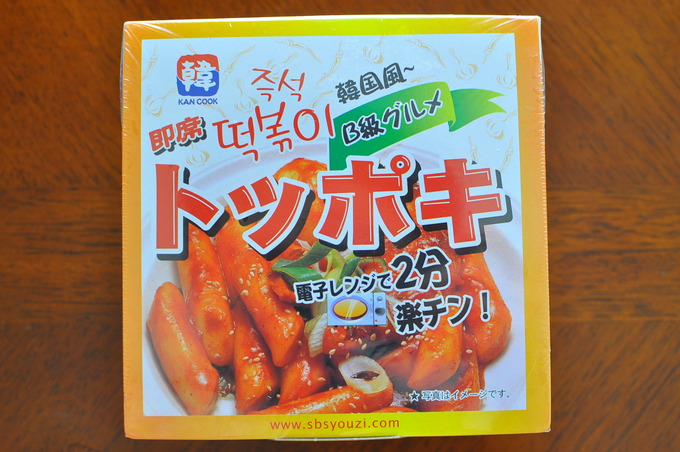 韓
KAN COOK
즉석
떡볶이
韓国風~
B級グルメ
即席
トッポキ
電子レンジで2分
楽チン!
★写真はイメージです。
www.sbsyouzi.com